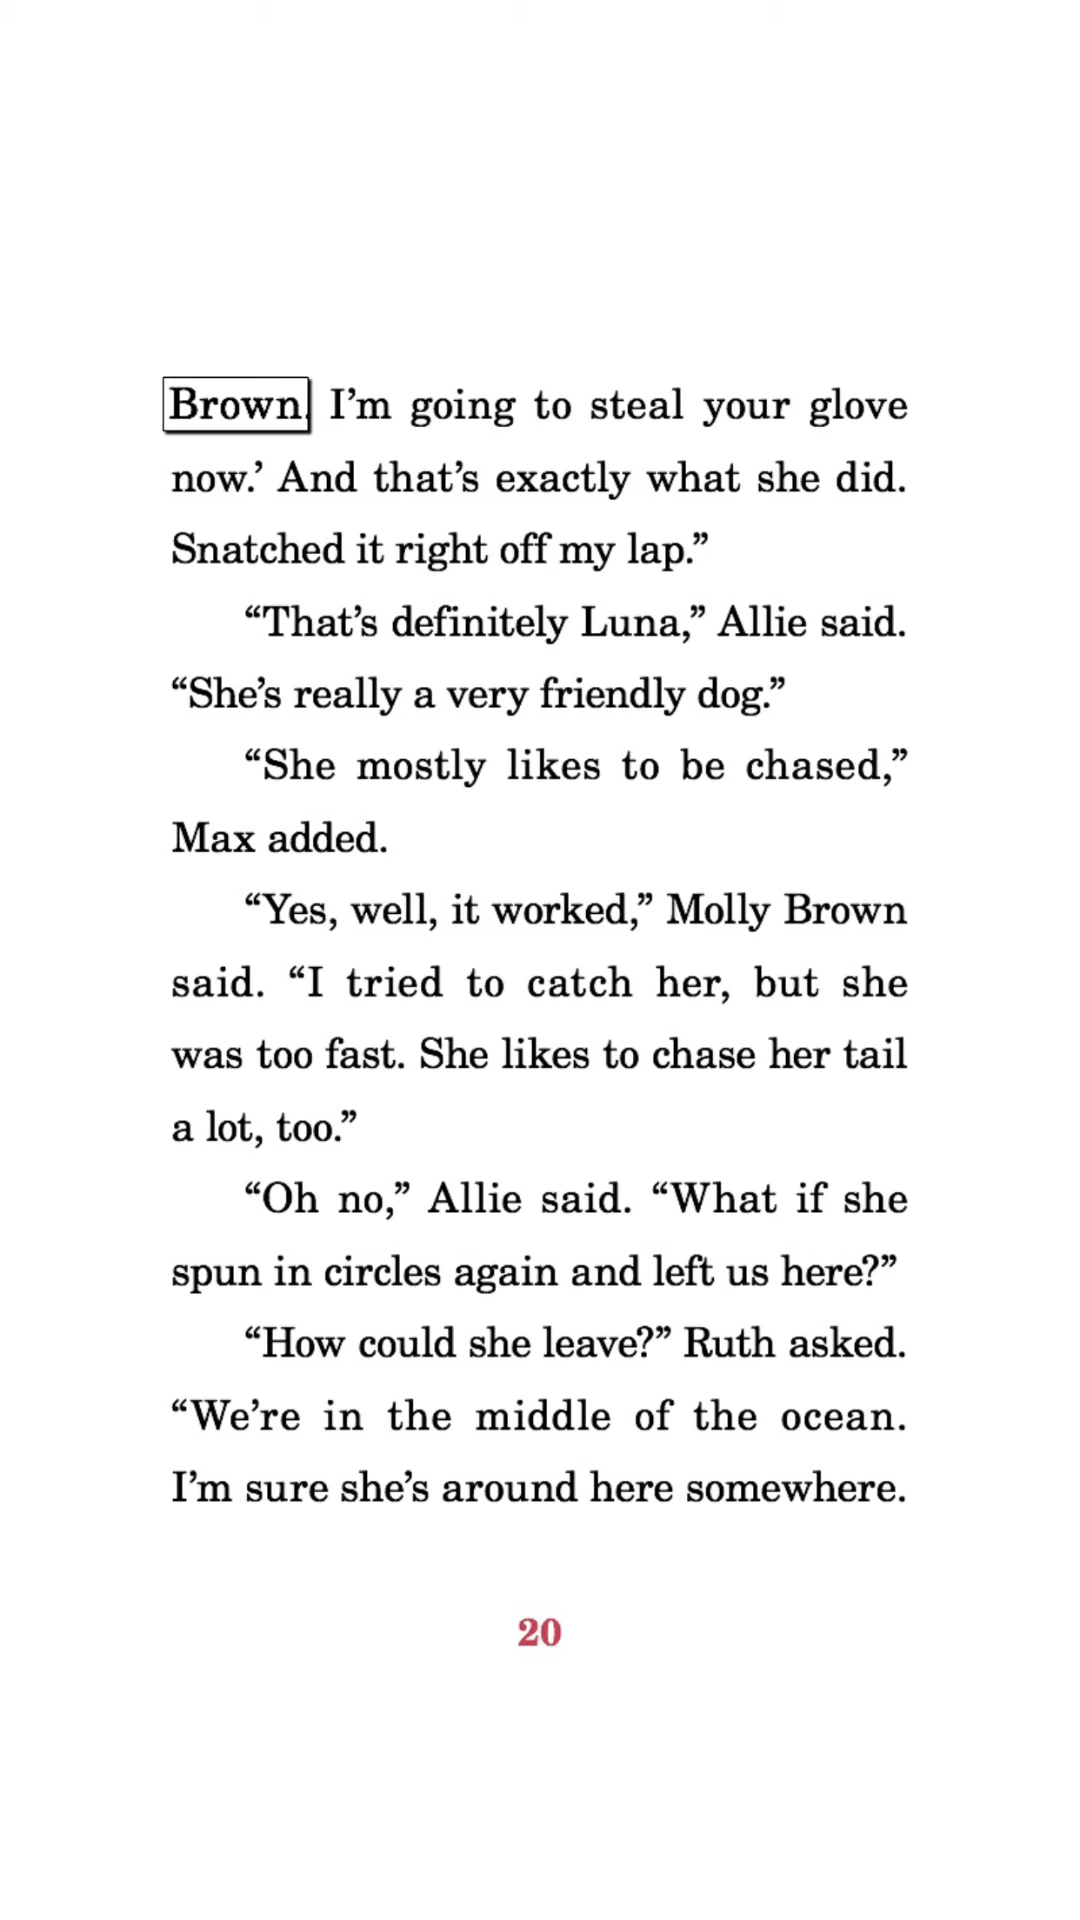 Brown. I’m going to steal your glove
now.’ And that’s exactly what she did.
Snatched it right off my lap.”
“That’s definitely Luna,” Allie said.
“She’s really a very friendly dog.”
“She mostly likes to be chased,”
Max added.
“Yes, well, it worked,” Molly Brown
said. “I tried to catch her, but she
was too fast. She likes to chase her tail
a lot, too.”
“Oh no,” Allie said. “What if she
spun in circles again and left us here?”
“How could she leave?” Ruth asked.
“We’re in the middle of the ocean.
I’m sure she’s around here somewhere.
20